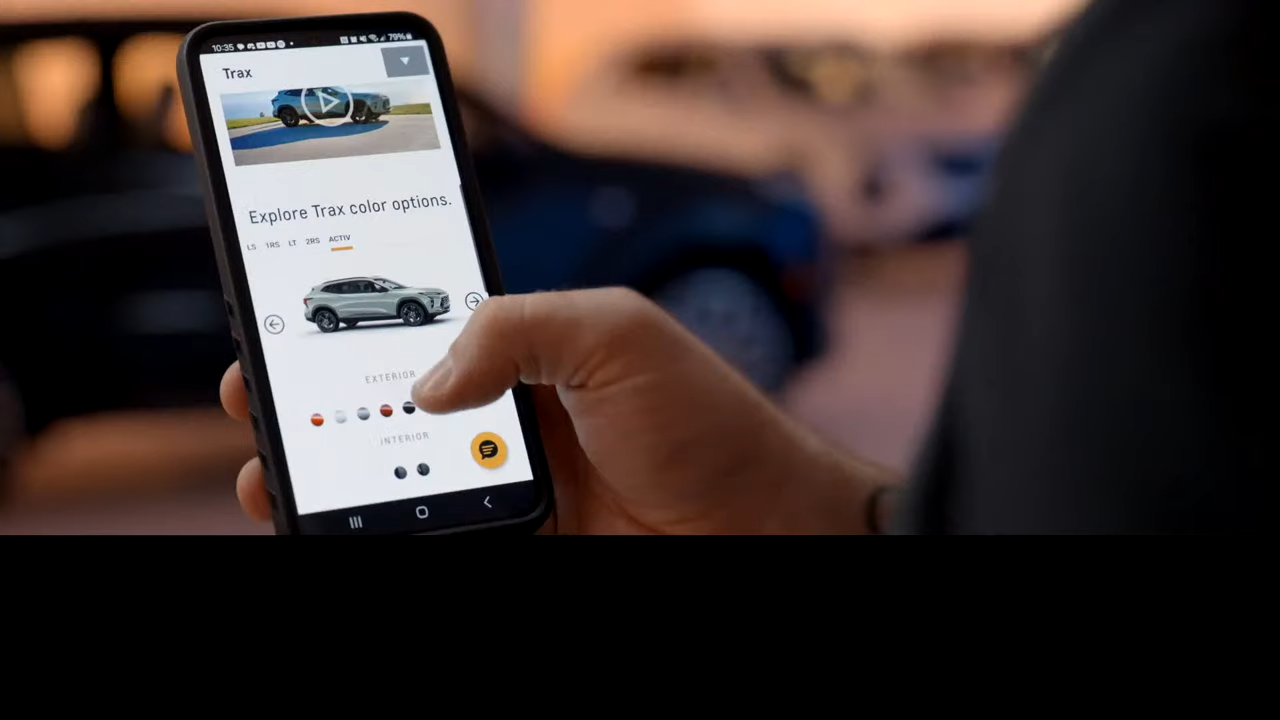 10:35 79%
Trax
Explore Trax color options.
LS 1RS LT 2RS ACTIV
EXTERIOR
INTERIOR